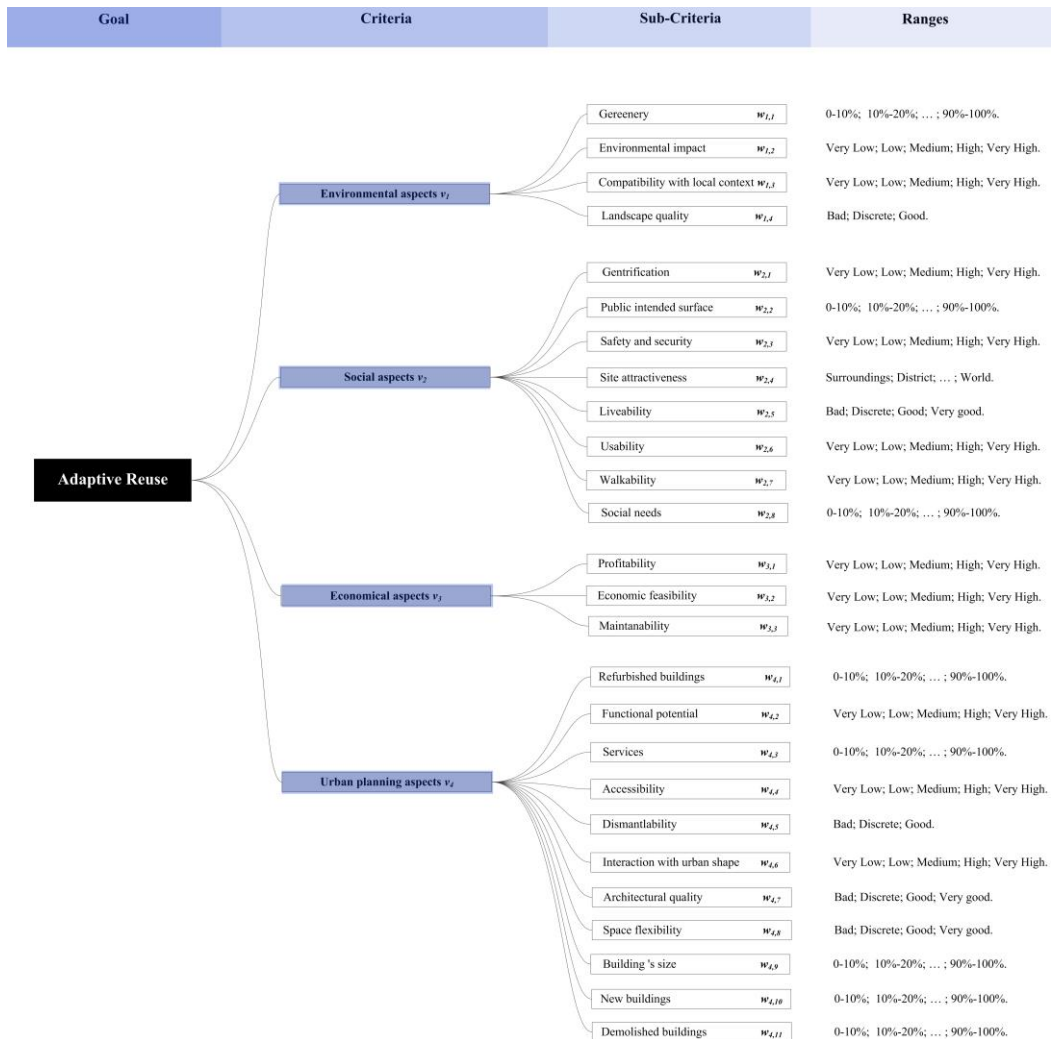 Goal Criteria Sub-Criteria Ranges
Gereenery w1,1 0-10%; 10%-20%; … ; 90%-100%.
Environmental impact w1,2 Very Low; Low; Medium; High; Very High.
Environmental aspects v1
Compatibility with local context w1,3 Very Low; Low; Medium; High; Very High.
Landscape quality w1,4 Bad; Discrete; Good.
Gentrification w2,1 Very Low; Low; Medium; High; Very High.
Public intended surface w2,2 0-10%; 10%-20%; … ; 90%-100%.
Safety and security w2,3 Very Low; Low; Medium; High; Very High.
Social aspects v2
Site attractiveness w2,4 Surroundings; District; … ; World.
Liveability w2,5 Bad; Discrete; Good; Very good.
Usability w2,6 Very Low; Low; Medium; High; Very High.
Adaptive Reuse
Walkability w2,7 Very Low; Low; Medium; High; Very High.
Social needs w2,8 0-10%; 10%-20%; … ; 90%-100%.
Profitability w3,1 Very Low; Low; Medium; High; Very High.
Economical aspects v3
Economic feasibility w3,2 Very Low; Low; Medium; High; Very High.
Maintanability w3,3 Very Low; Low; Medium; High; Very High.
Refurbished buildings w4,1 0-10%; 10%-20%; … ; 90%-100%.
Functional potential w4,2 Very Low; Low; Medium; High; Very High.
Services w4,3 0-10%; 10%-20%; … ; 90%-100%.
Urban planning aspects v4
Accessibility w4,4 Very Low; Low; Medium; High; Very High.
Dismantlability w4,5 Bad; Discrete; Good.
Interaction with urban shape w4,6 Very Low; Low; Medium; High; Very High.
Architectural quality w4,7 Bad; Discrete; Good; Very good.
Space flexibility w4,8 Bad; Discrete; Good; Very good.
Building 's size w4,9 0-10%; 10%-20%; … ; 90%-100%.
New buildings w4,10 0-10%; 10%-20%; … ; 90%-100%.
Demolished buildings w4,11 0-10%; 10%-20%; … ; 90%-100%.